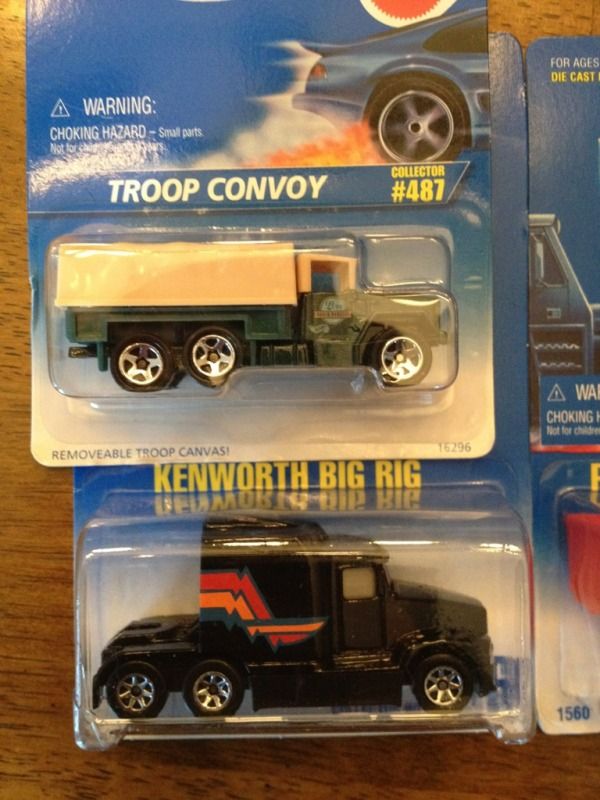 WARNING:
CHOKING HAZARD – Small parts.
TROOP CONVOY
COLLECTOR
#487
REMOVEABLE TROOP CANVAS!
16296
KENWORTH BIG RIG
FOR AGES
DIE CAST
WAR
CHOKING H
Not for childre
1560